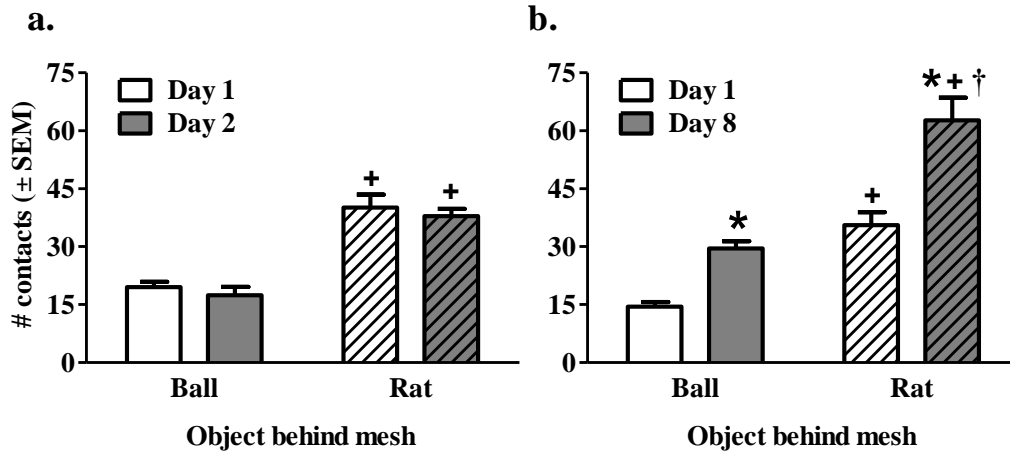 a.
# contacts (± SEM)
75
60
45
30
15
0
Day 1
Day 2
+
+
Ball
Rat
Object behind mesh
b.
75
60
45
30
15
0
Day 1
Day 8
*
+
*+ †
Ball
Rat
Object behind mesh